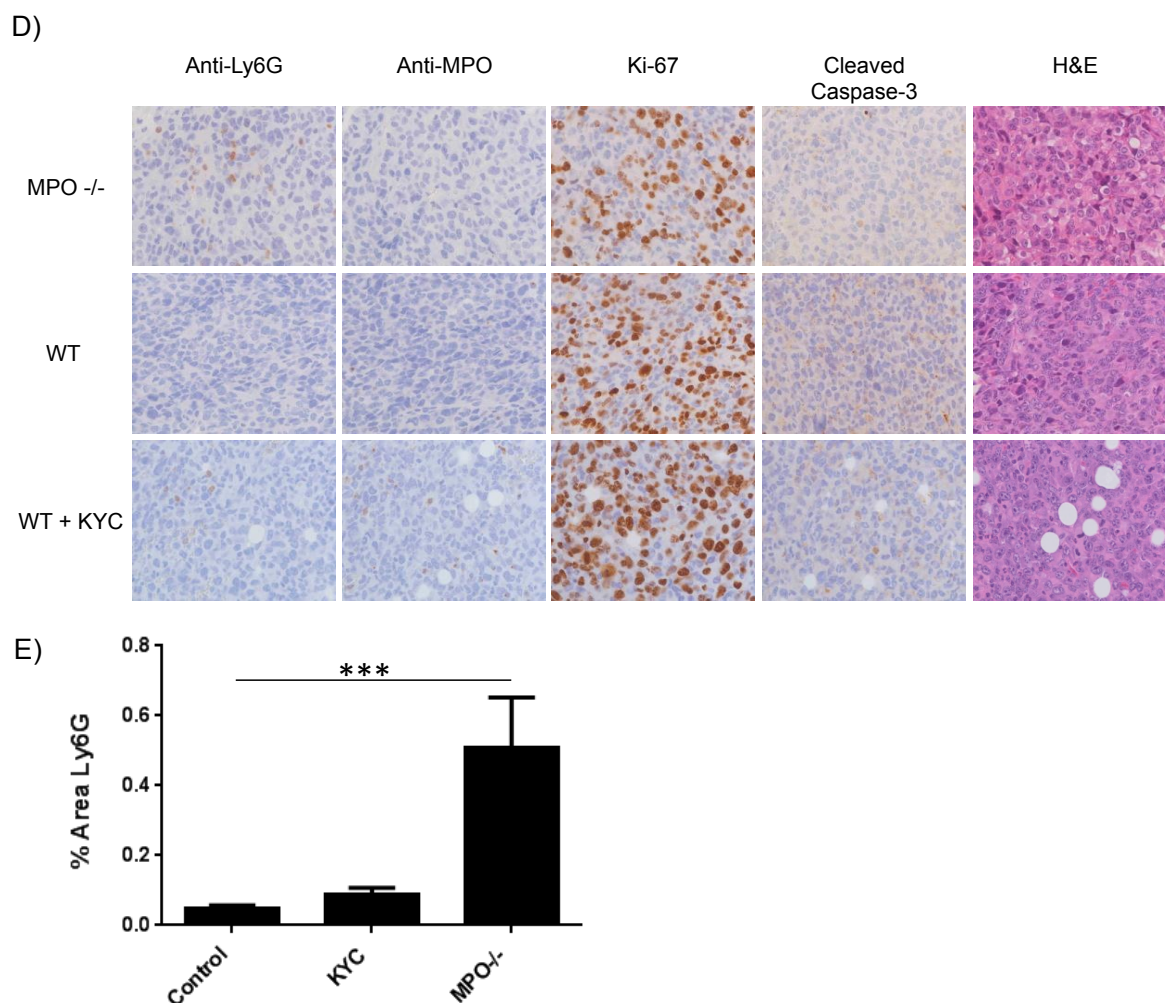 D)
Anti-Ly6G Anti-MPO Ki-67 Cleaved Caspase-3 H&E
MPO -/-
WT
WT + KYC
E)
% Area Ly6G
0.8
0.6
0.4
0.2
0.0
***
Control KYC MPO-/-